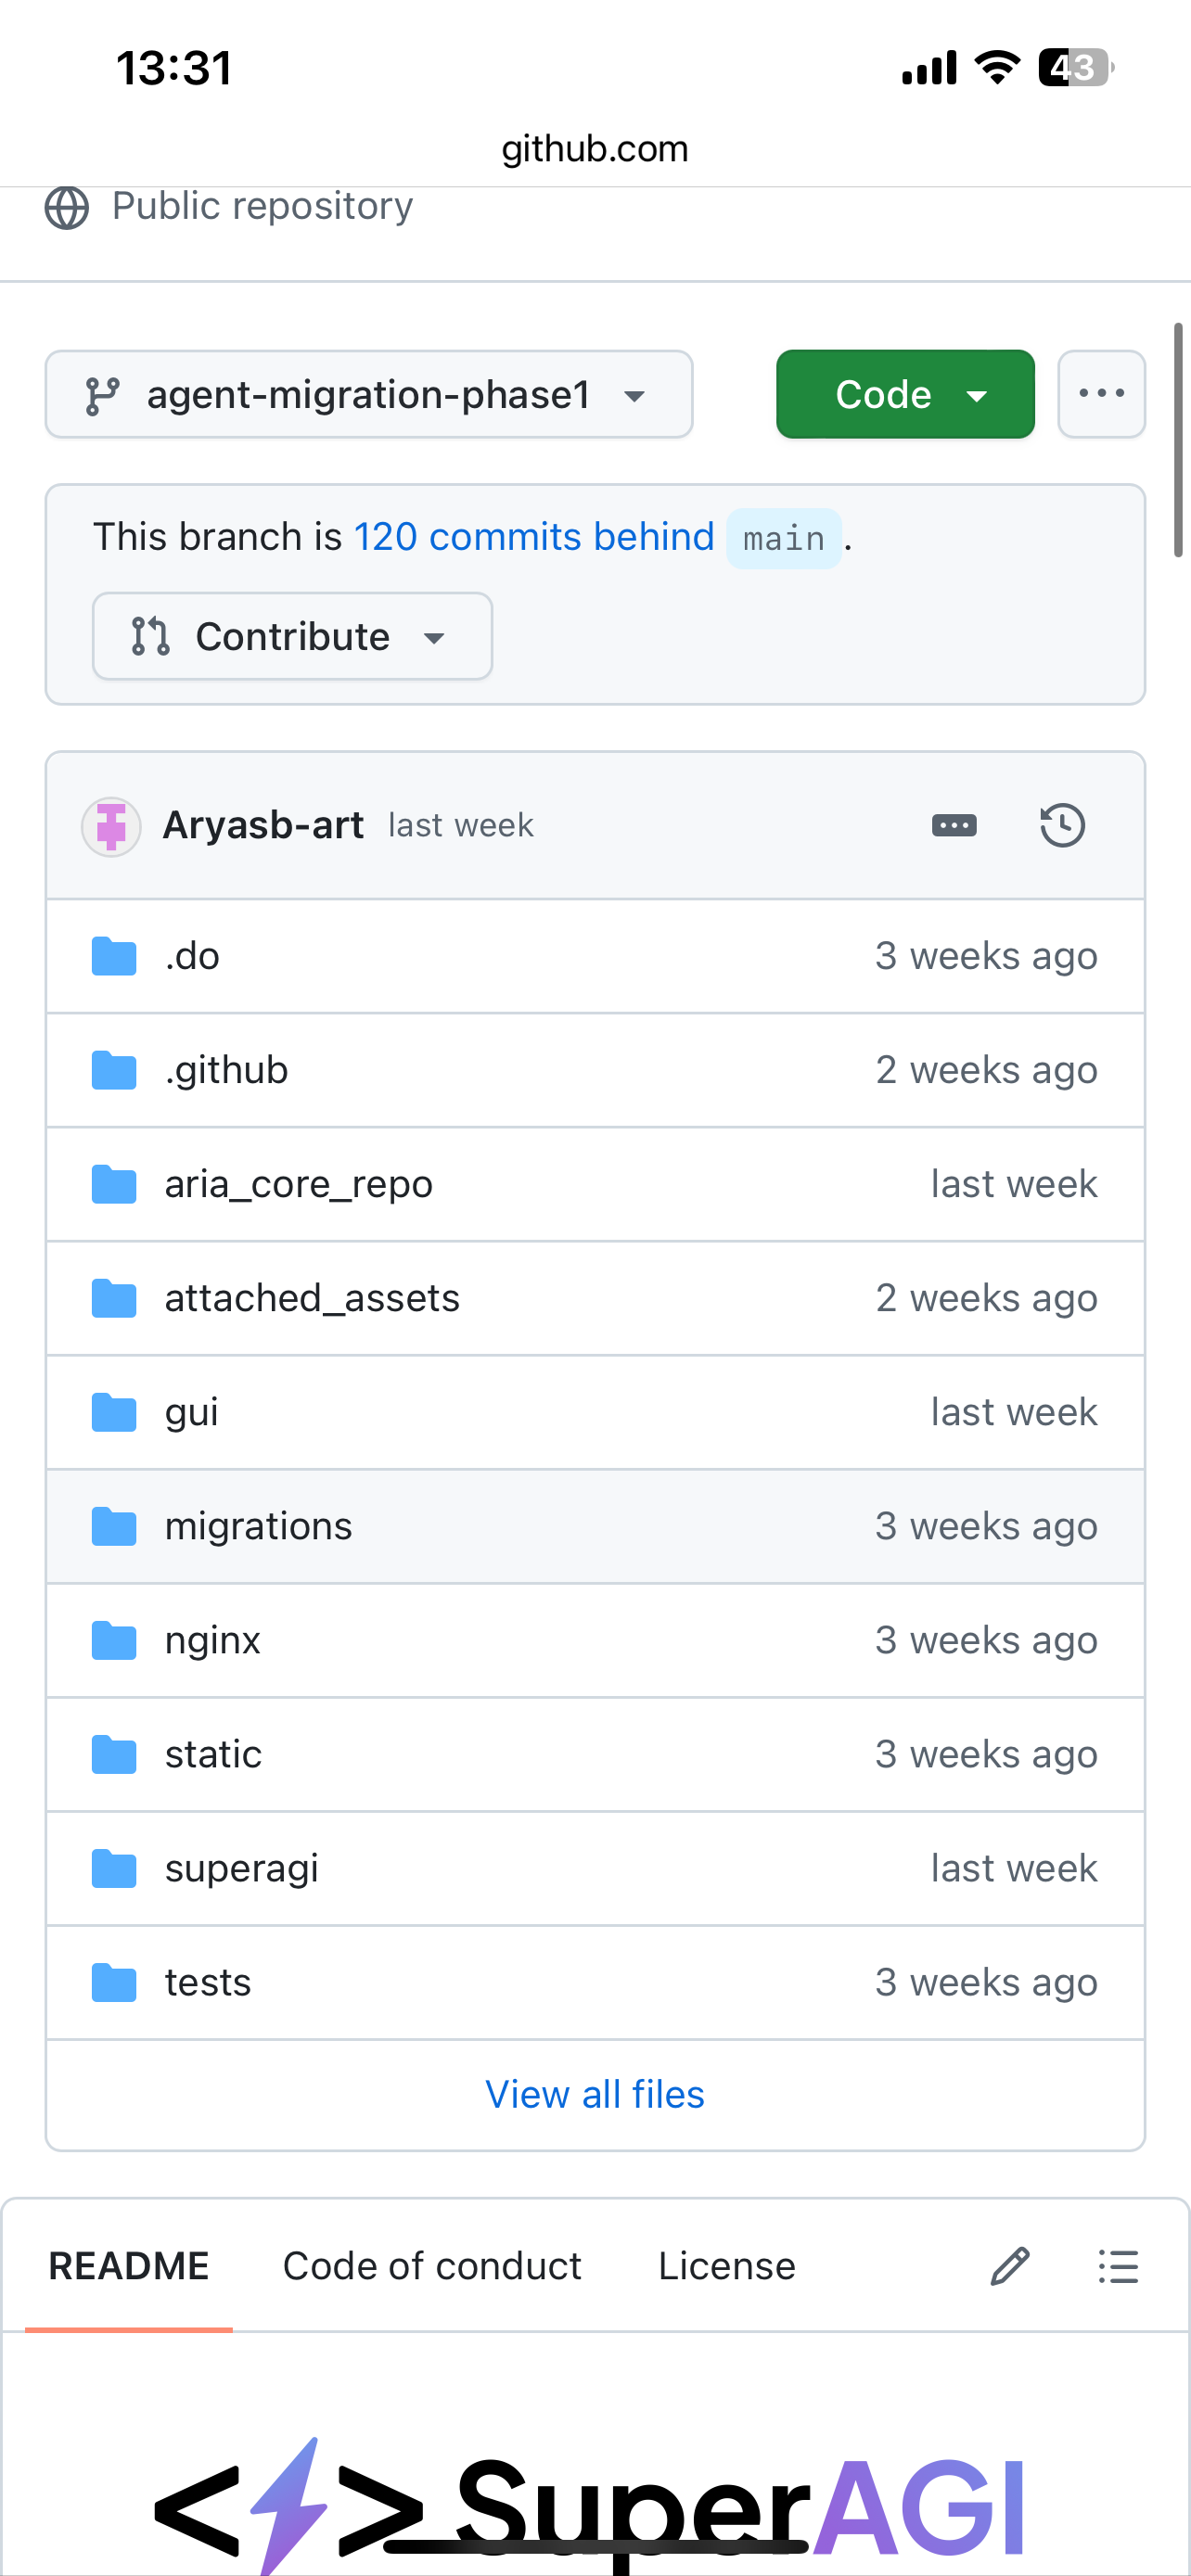 13:31
43
github.com
Public repository
agent-migration-phase1
Code
This branch is 120 commits behind main.
Contribute
Aryasb-art last week
.do 3 weeks ago
.github 2 weeks ago
aria_core_repo last week
attached_assets 2 weeks ago
gui last week
migrations 3 weeks ago
nginx 3 weeks ago
static 3 weeks ago
superagi last week
tests 3 weeks ago
View all files
README Code of conduct License
SuperAGI